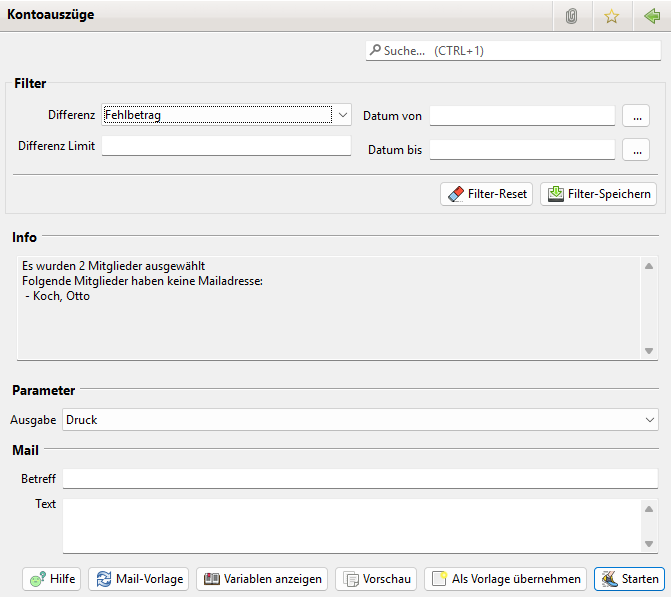 Kontoauszüge
Suche... (CTRL+1)
Filter
Differenz Fehlbetrag Datum von ...
Differenz Limit Datum bis ...
Filter-Reset Filter-Speichern
Info
Es wurden 2 Mitglieder ausgewählt
Folgende Mitglieder haben keine Mailadresse:
- Koch, Otto
Parameter
Ausgabe Druck
Mail
Betreff
Text
Hilfe Mail-Vorlage Variablen anzeigen Vorschau Als Vorlage übernehmen Starten